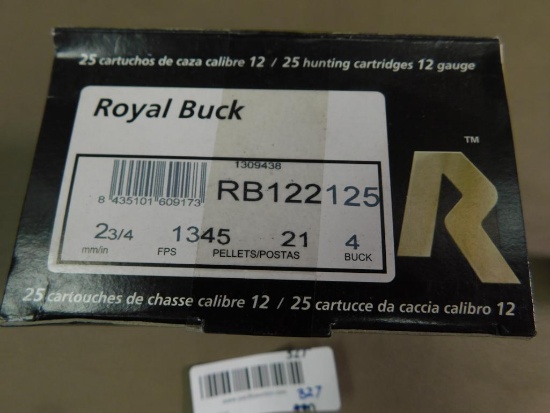 25 cartuchos de caza calibre 12 / 25 hunting cartridges 12 gauge
Royal Buck
1309438
8 435101 609173
RB122125
2 3/4 1345 21 4
mm/in FPS PELLETS/POSTAS BUCK
R
™
25 cartouches de chasse calibre 12 / 25 cartucce da caccia calibro 12
327
327